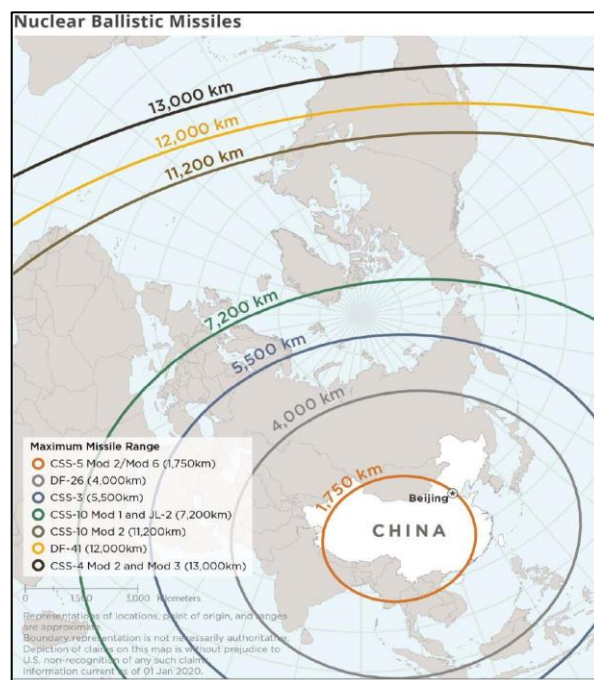 Nuclear Ballistic Missiles
13,000 km
12,000 km
11,200 km
7,200 km
5,500 km
4,000 km
1,750 km
Beijing
CHINA
Maximum Missile Range
CSS-5 Mod 2/Mod 6 (1,750km)
DF-26 (4,000km)
CSS-3 (5,500km)
CSS-10 Mod 1 and JL-2 (7,200km)
CSS-10 Mod 2 (11,200km)
DF-41 (12,000km)
CSS-4 Mod 2 and Mod 3 (13,000km)
0 1,500 3,000 Kilometers
Representations of locations, point of origin, and ranges
are approximate.
Boundary representation is not necessarily authoritative.
Depiction of claims on this map is without prejudice to
U.S. non-recognition of any such claims.
Information current as of 01 Jan 2020.